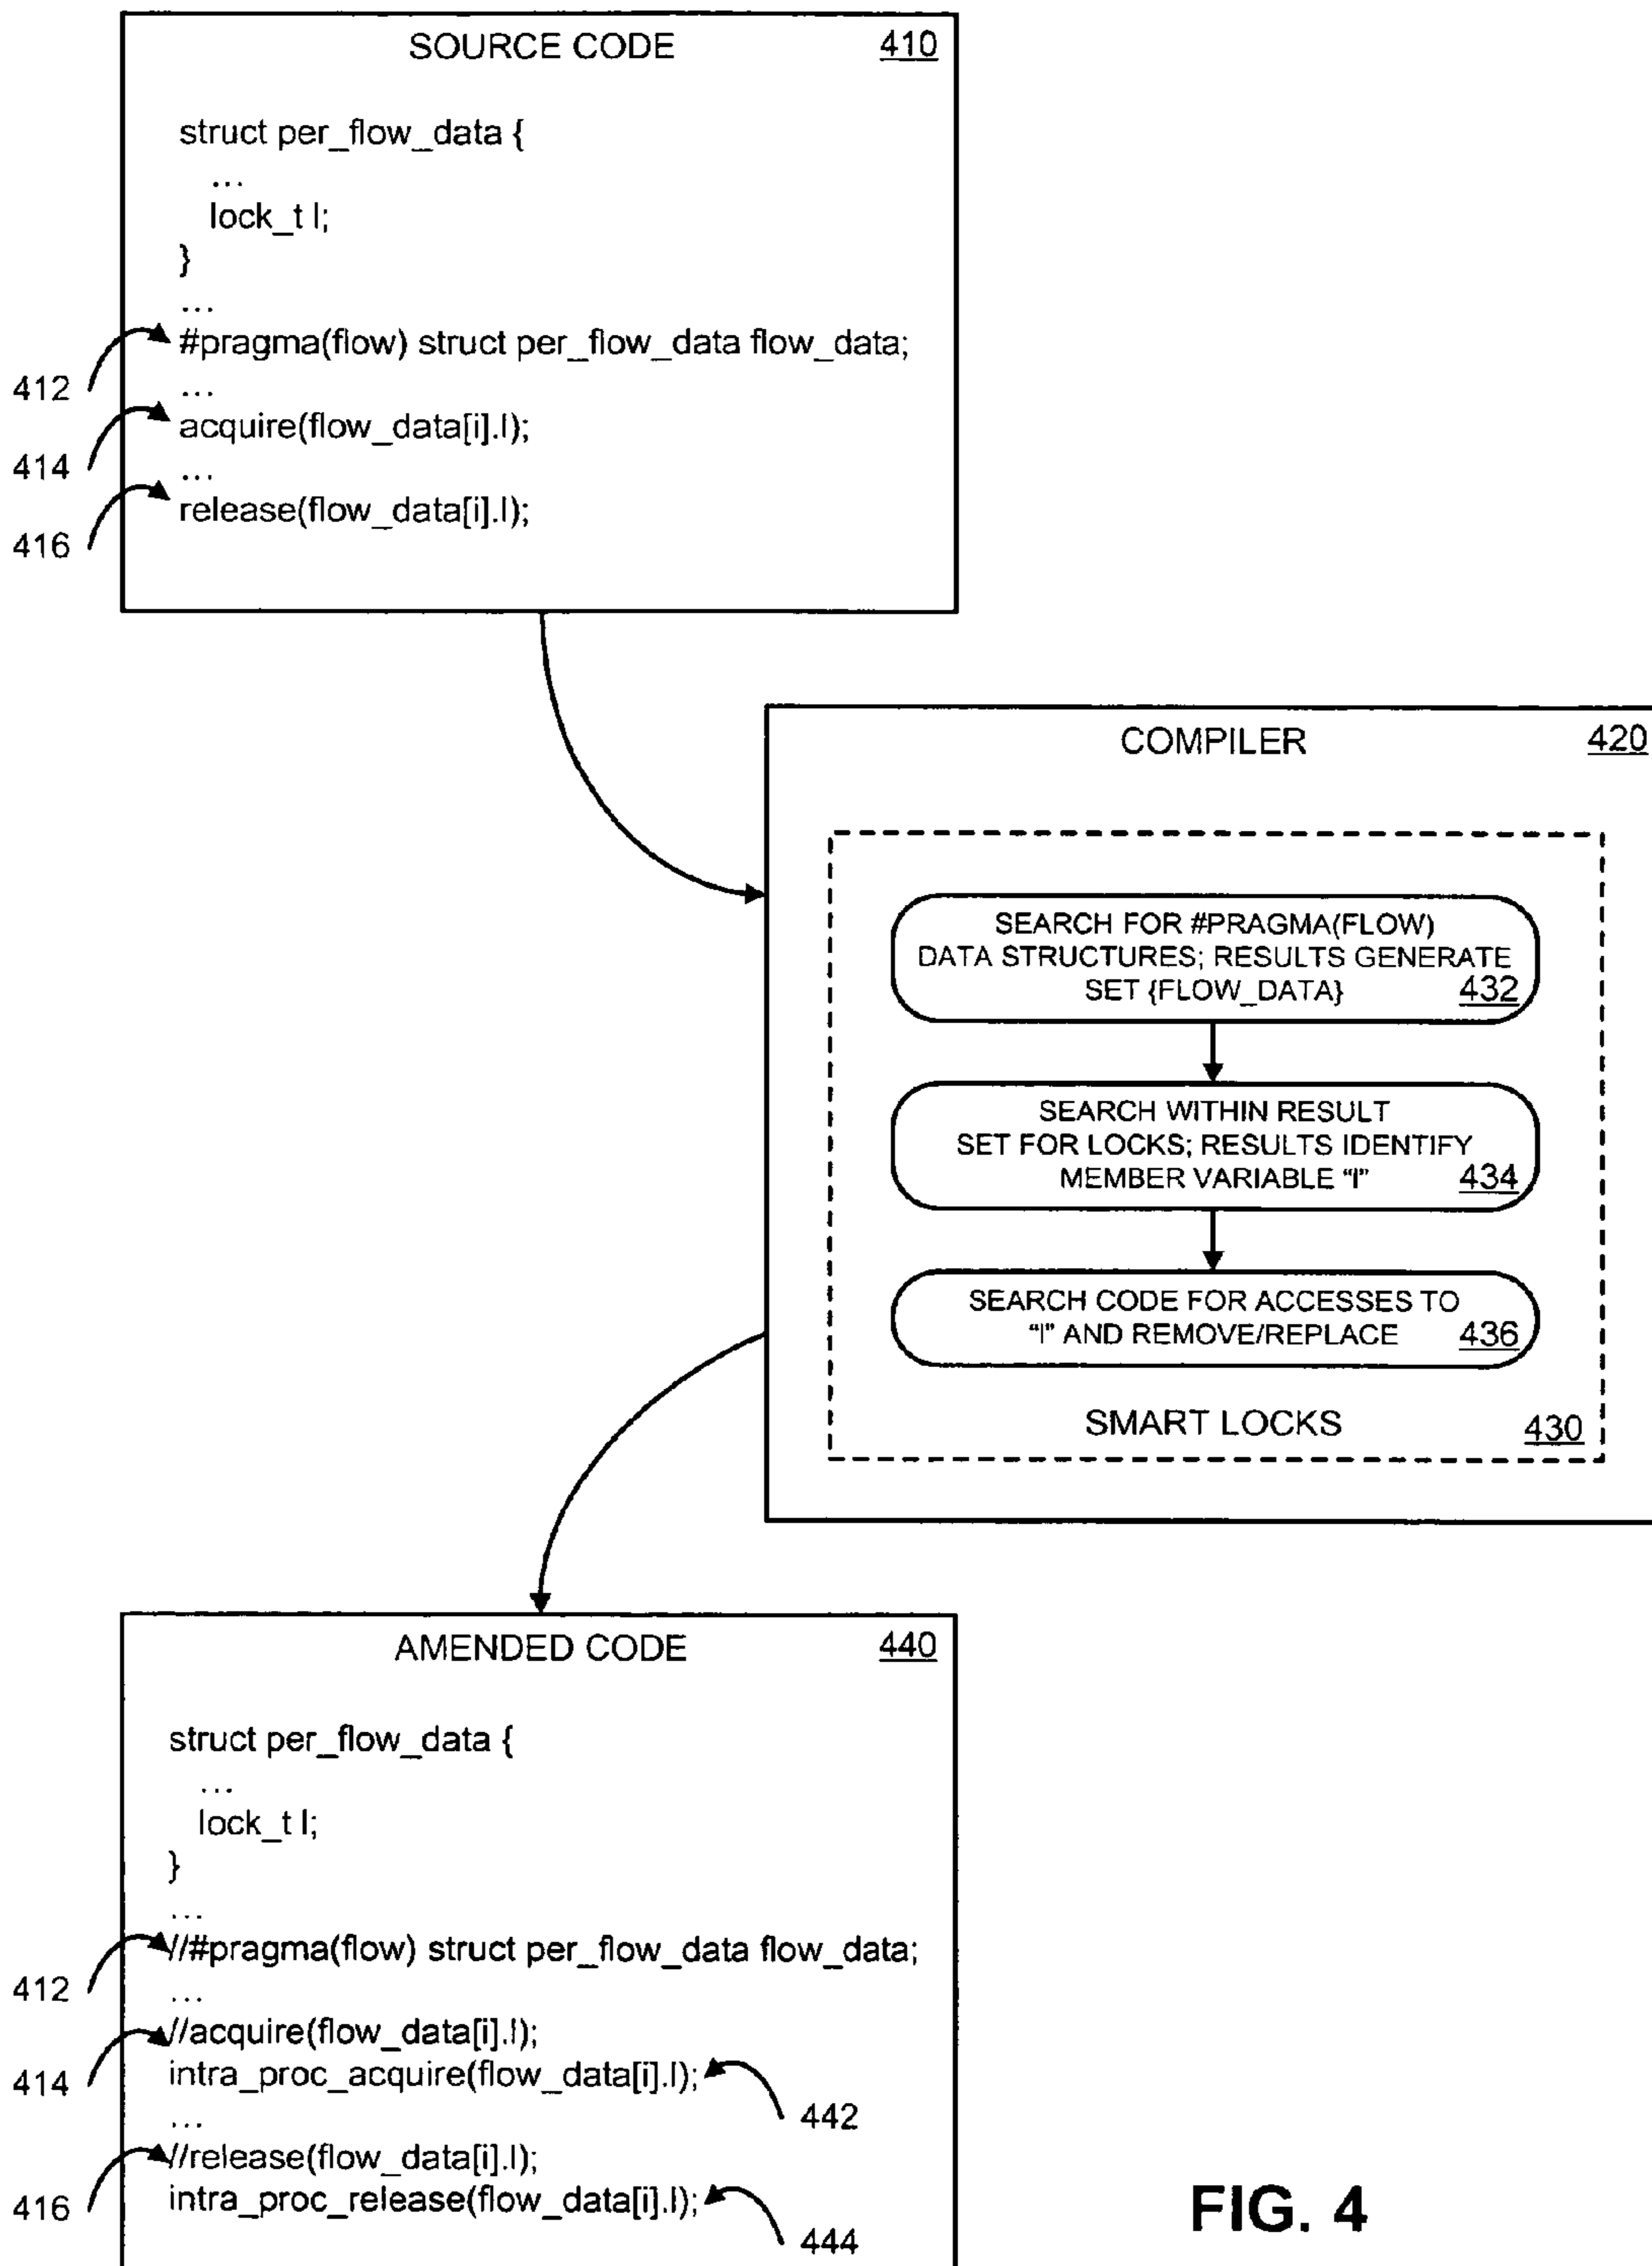 SOURCE CODE 410
struct per_flow_data {
...
lock_t l;
}
...
#pragma(flow) struct per_flow_data flow_data;
412
...
acquire(flow_data[i].l);
414
...
release(flow_data[i].l);
416
COMPILER 420
SEARCH FOR #PRAGMA(FLOW)
DATA STRUCTURES; RESULTS GENERATE
SET {FLOW_DATA} 432
SEARCH WITHIN RESULT
SET FOR LOCKS; RESULTS IDENTIFY
MEMBER VARIABLE “l” 434
SEARCH CODE FOR ACCESSES TO
“l” AND REMOVE/REPLACE 436
SMART LOCKS 430
AMENDED CODE 440
struct per_flow_data {
...
lock_t l;
}
...
//#pragma(flow) struct per_flow_data flow_data;
412
...
//acquire(flow_data[i].l);
414
intra_proc_acquire(flow_data[i].l);
442
...
//release(flow_data[i].l);
416
intra_proc_release(flow_data[i].l);
444
FIG. 4